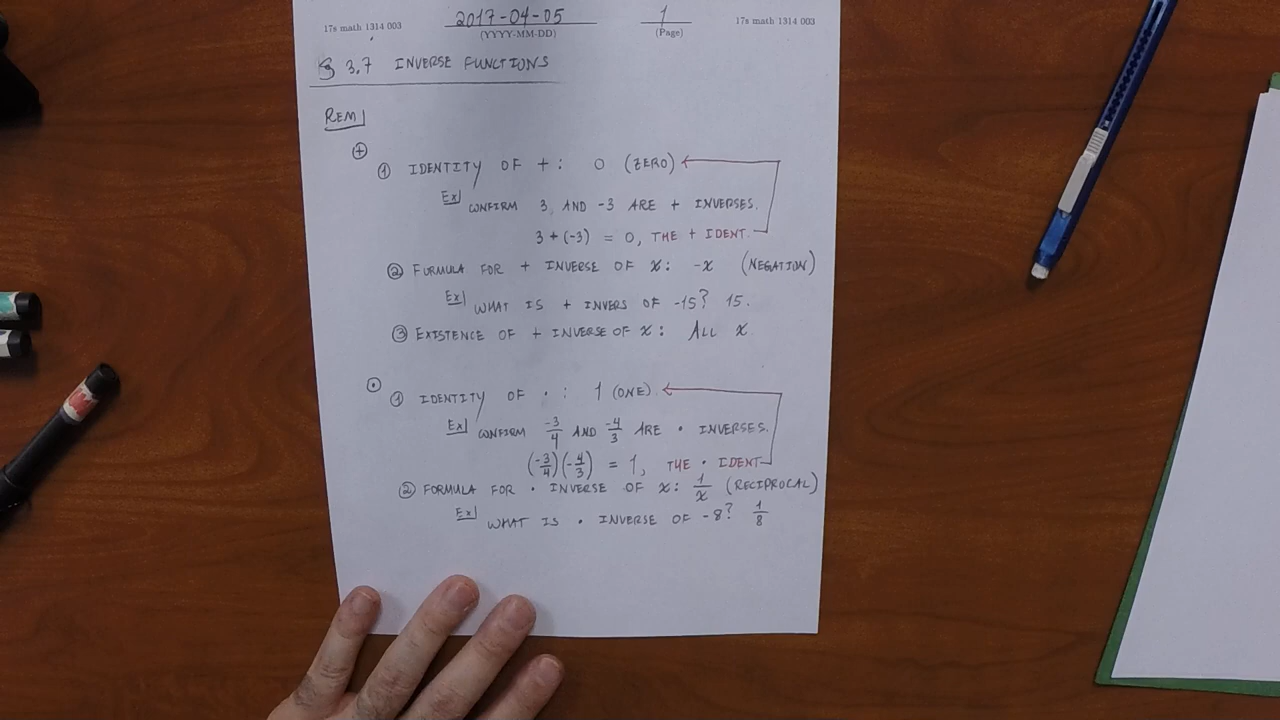 17s math 1314 003 2017-04-05 1 17s math 1314 003
(YYYY-MM-DD) (Page)
§ 3.7 INVERSE FUNCTIONS
REM
⊕
① IDENTITY OF + : 0 (ZERO)
Ex CONFIRM 3 AND -3 ARE + INVERSES.
3 + (-3) = 0, THE + IDENT.
② FORMULA FOR + INVERSE OF x: -x (NEGATION)
Ex WHAT IS + INVERS OF -15? 15.
③ EXISTENCE OF + INVERSE OF x: ALL x
⊙
① IDENTITY OF · : 1 (ONE).
Ex CONFIRM -3/4 AND -4/3 ARE · INVERSES.
(-3/4)(-4/3) = 1, THE · IDENT
② FORMULA FOR · INVERSE OF x: 1/x (RECIPROCAL)
Ex WHAT IS · INVERSE OF -8? 1/8